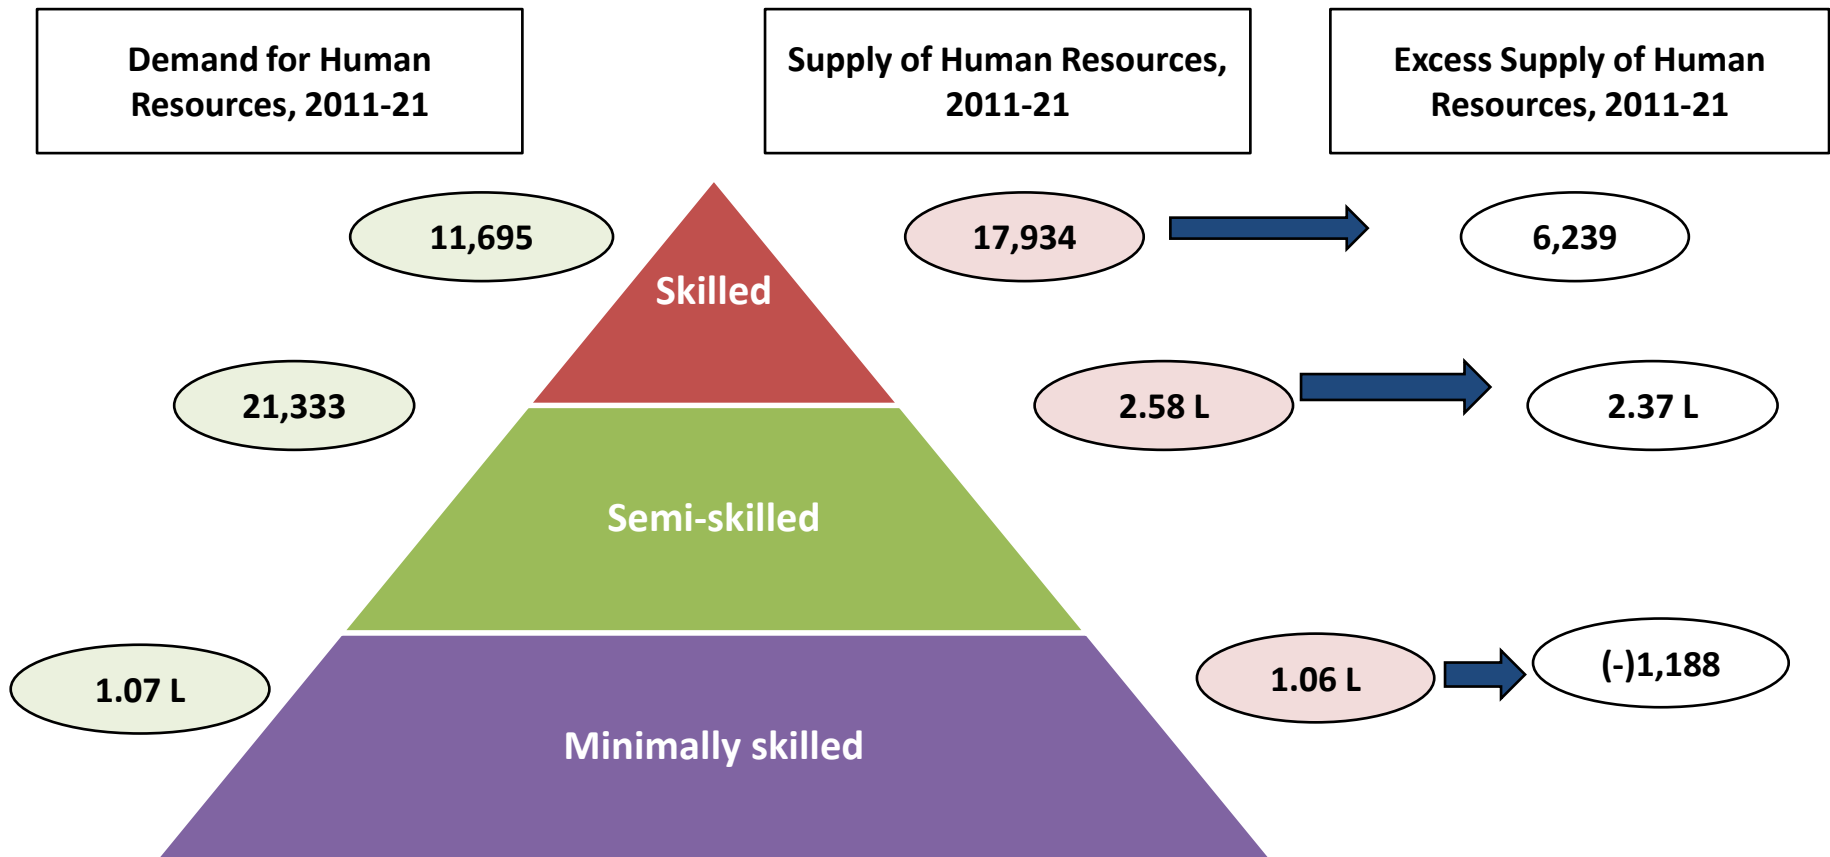 Demand for Human
Resources, 2011-21
Supply of Human Resources,
2011-21
Excess Supply of Human
Resources, 2011-21
11,695
17,934
6,239
Skilled
21,333
2.58 L
2.37 L
Semi-skilled
1.07 L
1.06 L
(-)1,188
Minimally skilled